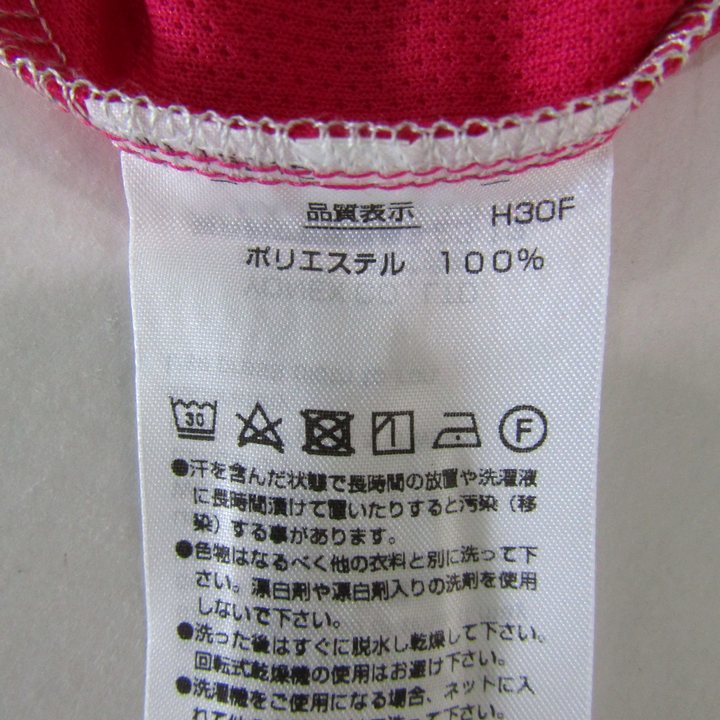 品質表示 H30F
ポリエステル 100%
30
F
●汗を含んだ状態で長時間の放置や洗濯液
に長時間漬けて置いたりすると汚染（移
染）する事があります。
●色物はなるべく他の衣料と別に洗って下
さい。漂白剤や漂白剤入りの洗剤を使用
しないで下さい。
●洗った後はすぐに脱水し乾燥して下さい。
回転式乾燥機の使用はお避け下さい。
●洗濯機をご使用になる場合、ネットに入